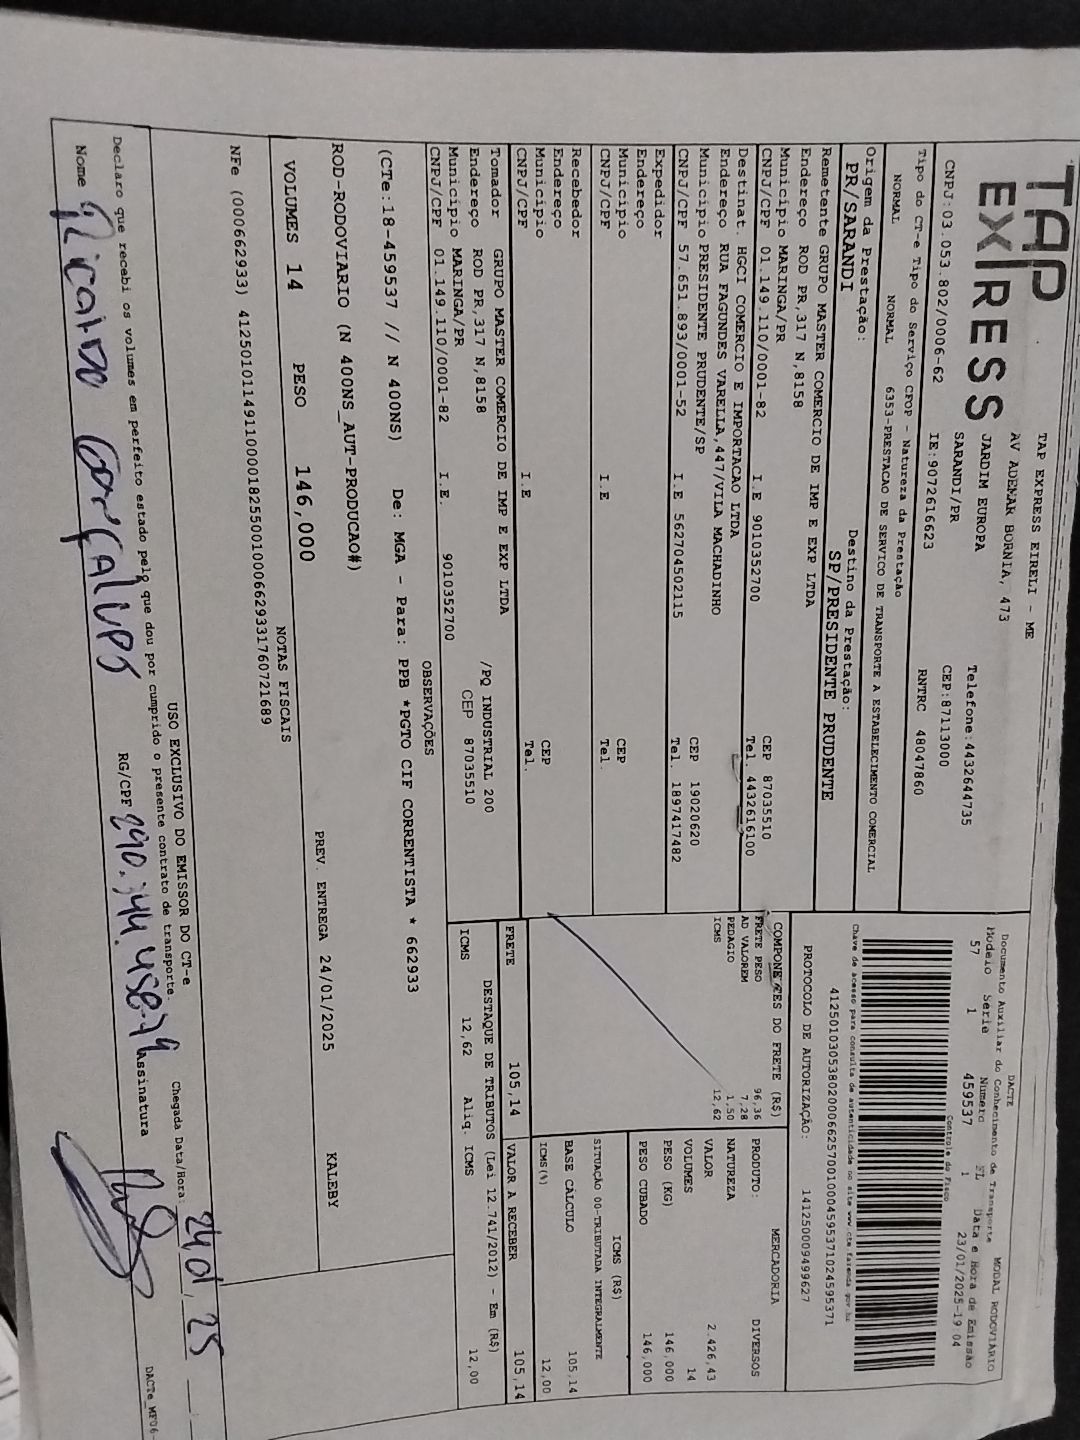 TAP
EXPRESS
TAP EXPRESS EIRELI - ME
AV ADEMAR BORNIA, 473
JARDIM EUROPA
SARANDI/PR
Telefone:4432644735
CEP:87113000
CNPJ:03.053.802/0006-62
IE:9072616623
RNTRC 48047860
DACTE
Documento Auxiliar do Conhecimento de Transporte
MODAL RODOVIÁRIO
Modelo Série Número FL Data e Hora de Emissão
57 1 459537 1 23/01/2025-19:04
Controle do Fisco
Chave de acesso para consulta de autenticidade no site www.cte.fazenda.gov.br
PROTOCOLO DE AUTORIZAÇÃO: 141250009499627
Tipo do CT-e Tipo do Serviço CFOP - Natureza da Prestação
NORMAL NORMAL 6353-PRESTACAO DE SERVICO DE TRANSPORTE A ESTABELECIMENTO COMERCIAL
Origem da Prestação: Destino da Prestação:
PR/SARANDI SP/PRESIDENTE PRUDENTE
Remetente GRUPO MASTER COMERCIO DE IMP E EXP LTDA
Endereço ROD PR,317 N,8158
Município MARINGA/PR CEP 87035510
CNPJ/CPF 01.149.110/0001-82 I.E 9010352700 Tel. 4432616100
Destinat. HGCI COMERCIO E IMPORTACAO LTDA
Endereço RUA FAGUNDES VARELLA,447/VILA MACHADINHO
Município PRESIDENTE PRUDENTE/SP CEP 19020620
CNPJ/CPF 57.651.893/0001-52 I.E 562704502115 Tel. 1897417482
Expedidor
Endereço
Município CEP
CNPJ/CPF I.E Tel.
Recebedor
Endereço
Município CEP
CNPJ/CPF I.E Tel.
Tomador GRUPO MASTER COMERCIO DE IMP E EXP LTDA
Endereço ROD PR,317 N,8158 /PQ INDUSTRIAL 200
Município MARINGA/PR CEP 87035510
CNPJ/CPF 01.149.110/0001-82 I.E. 9010352700
COMPONENTES DO FRETE (R$)
FRETE PESO 96,36
AD VALOREM 7,28
PEDAGIO 1,50
ICMS 12,62
MERCADORIA
PRODUTO: DIVERSOS
NATUREZA
VALOR 2.426,43
VOLUMES 14
PESO (KG) 146,000
PESO CUBADO 146,000
ICMS (R$)
SITUAÇÃO 00-TRIBUTADA INTEGRALMENTE
BASE CÁLCULO 105,14
ICMS(%) 12,00
FRETE 105,14 VALOR A RECEBER 105,14
DESTAQUE DE TRIBUTOS (Lei 12.741/2012) - Em (R$)
ICMS 12,62 Aliq. ICMS 12,00
OBSERVAÇÕES
(CTe:18-459537 // N 400NS) De: MGA - Para: PPB *PGTO CIF CORRENTISTA * 662933
ROD-RODOVIARIO (N 400NS_AUT-PRODUCAO#)
VOLUMES 14 PESO 146,000
PREV. ENTREGA 24/01/2025 KALEBY
NOTAS FISCAIS
USO EXCLUSIVO DO EMISSOR DO CT-e
Declaro que recebi os volumes em perfeito estado pelo que dou por cumprido o presente contrato de transporte.
Chegada Data/Hora:
Nome Ricardo Gonçalves RG/CPF Assinatura